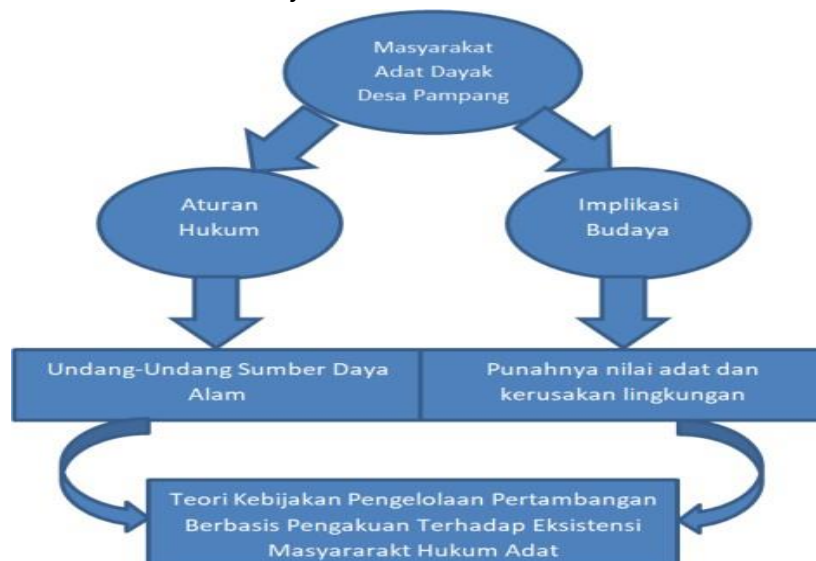 Masyarakat
Adat Dayak
Desa Pampang
Aturan
Hukum
Implikasi
Budaya
Undang-Undang Sumber Daya
Alam
Punahnya nilai adat dan
kerusakan lingkungan
Teori Kebijakan Pengelolaan Pertambangan
Berbasis Pengakuan Terhadap Eksistensi
Masyararakt Hukum Adat